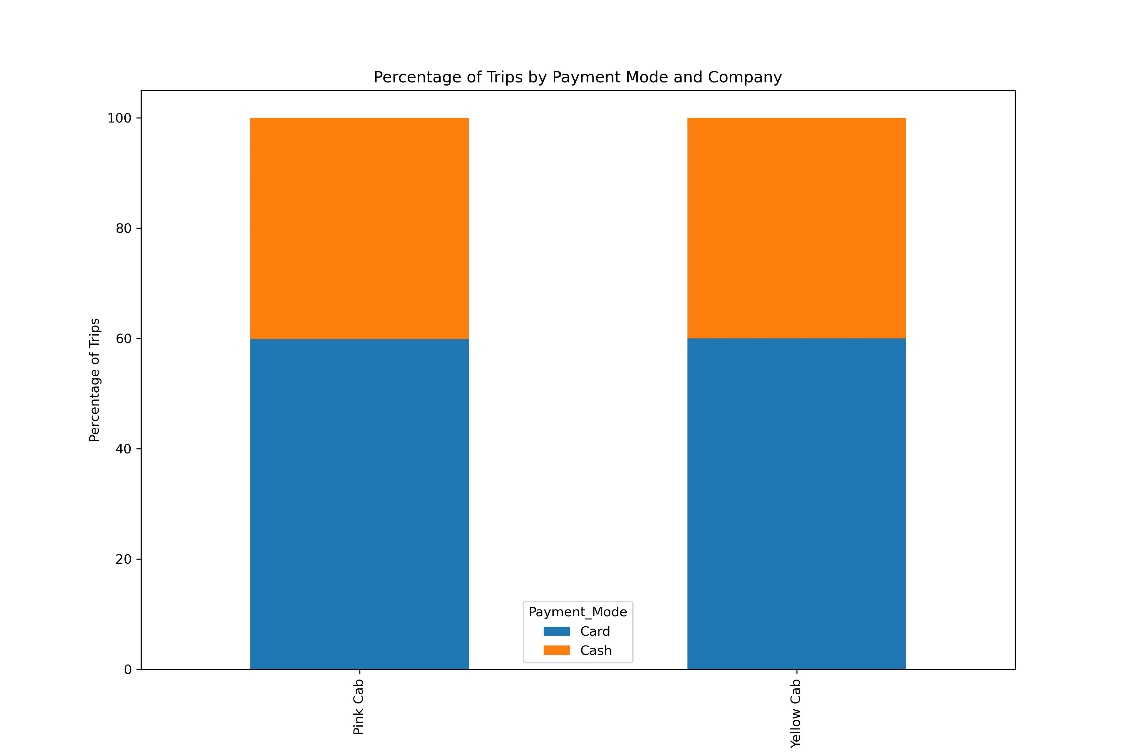 Percentage of Trips by Payment Mode and Company
100
80
60
40
20
0
Percentage of Trips
Payment_Mode
Card
Cash
Pink Cab
Yellow Cab